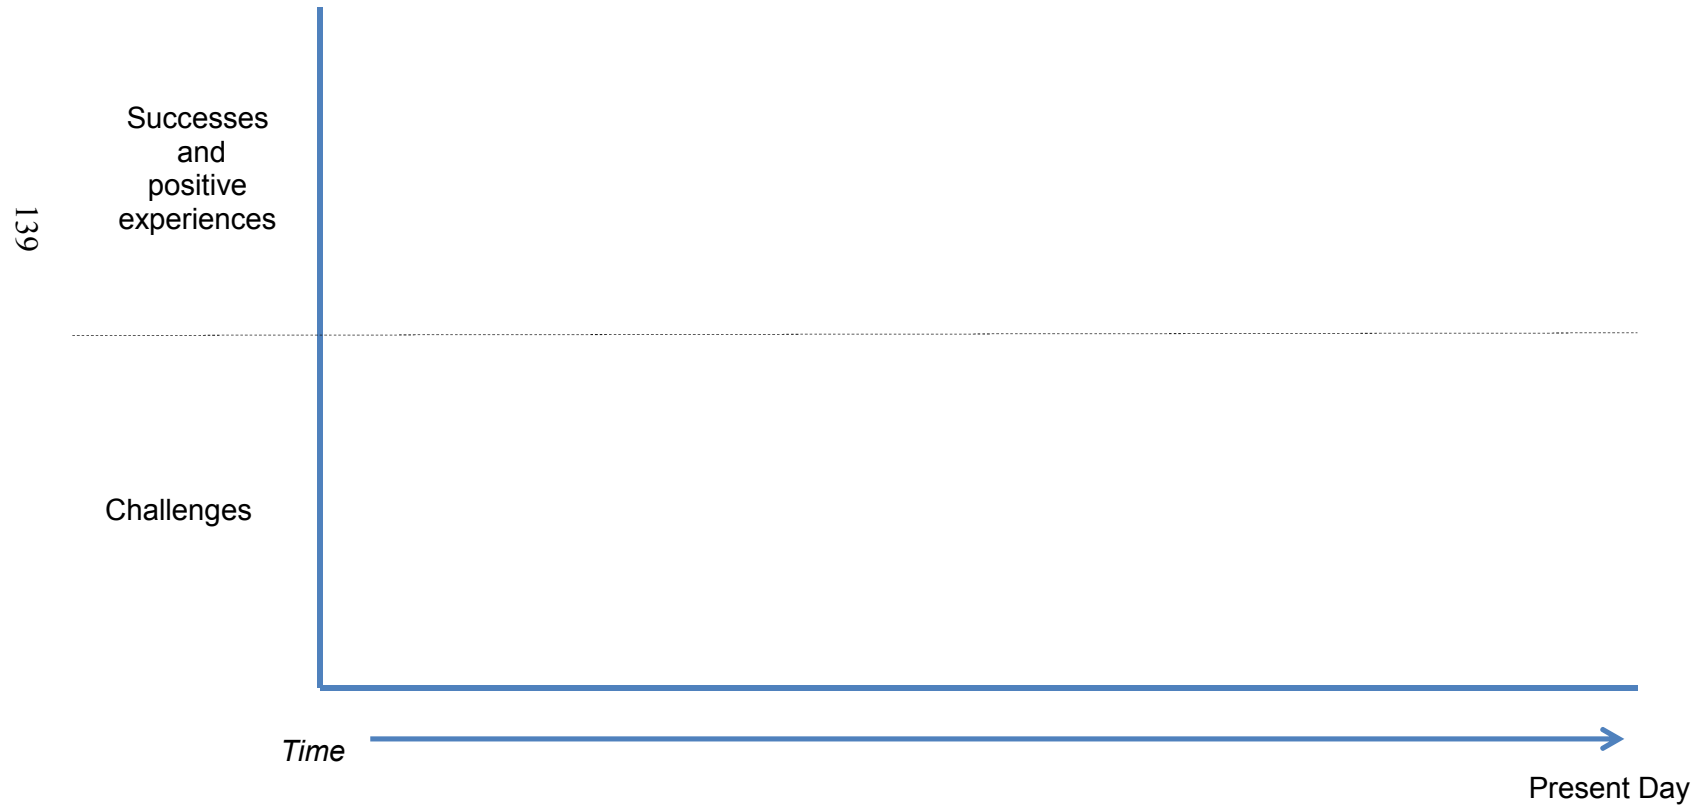 Successes
and
positive
experiences
139
Challenges
Time
Present Day